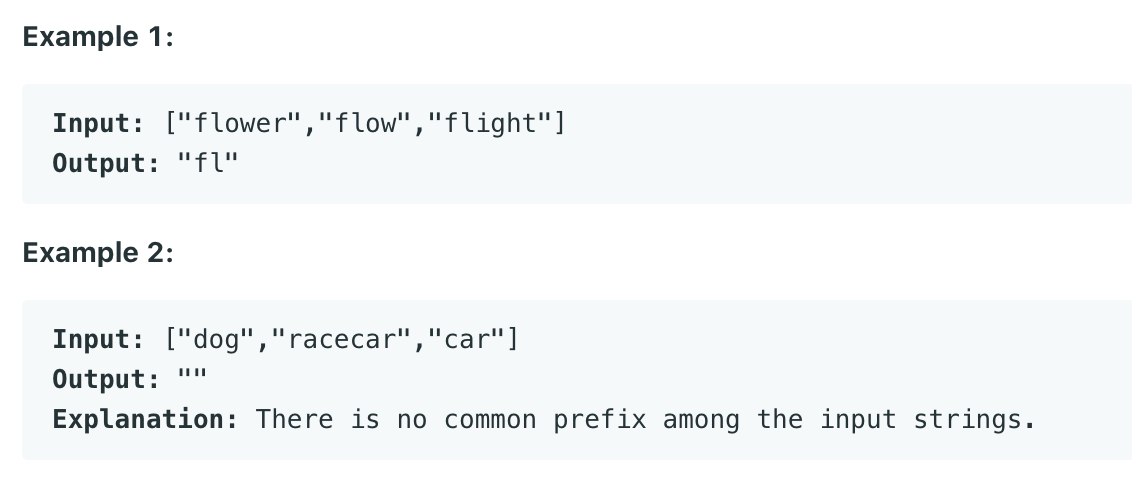 Example 1:
Input: ["flower","flow","flight"]
Output: "fl"
Example 2:
Input: ["dog","racecar","car"]
Output: ""
Explanation: There is no common prefix among the input strings.